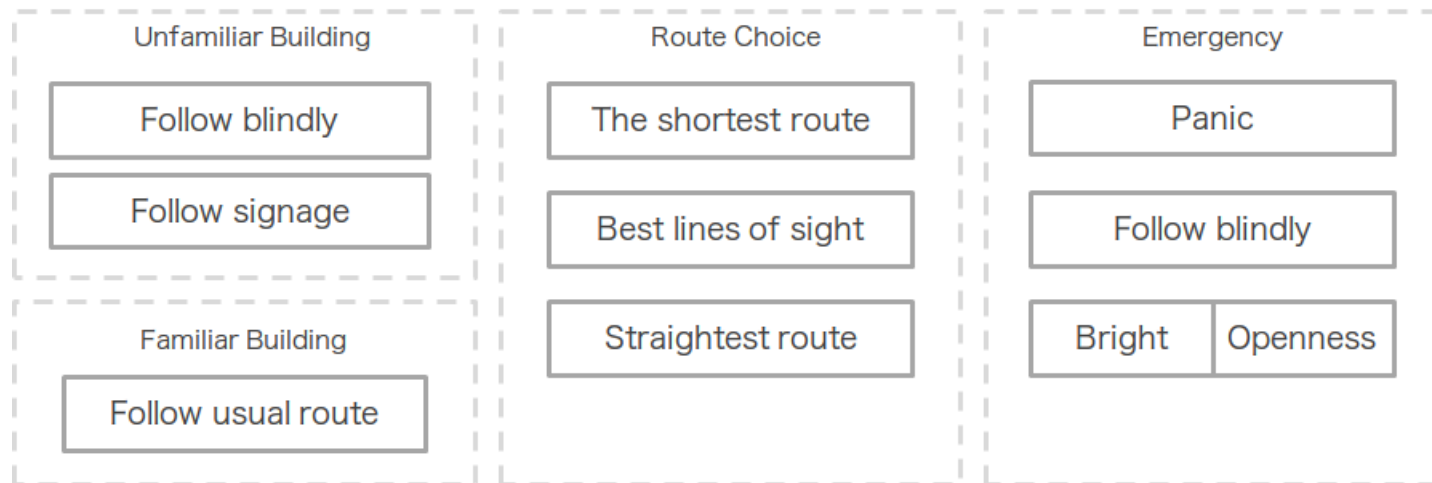 Unfamiliar Building
Follow blindly
Follow signage
Familiar Building
Follow usual route
Route Choice
The shortest route
Best lines of sight
Straightest route
Emergency
Panic
Follow blindly
Bright
Openness